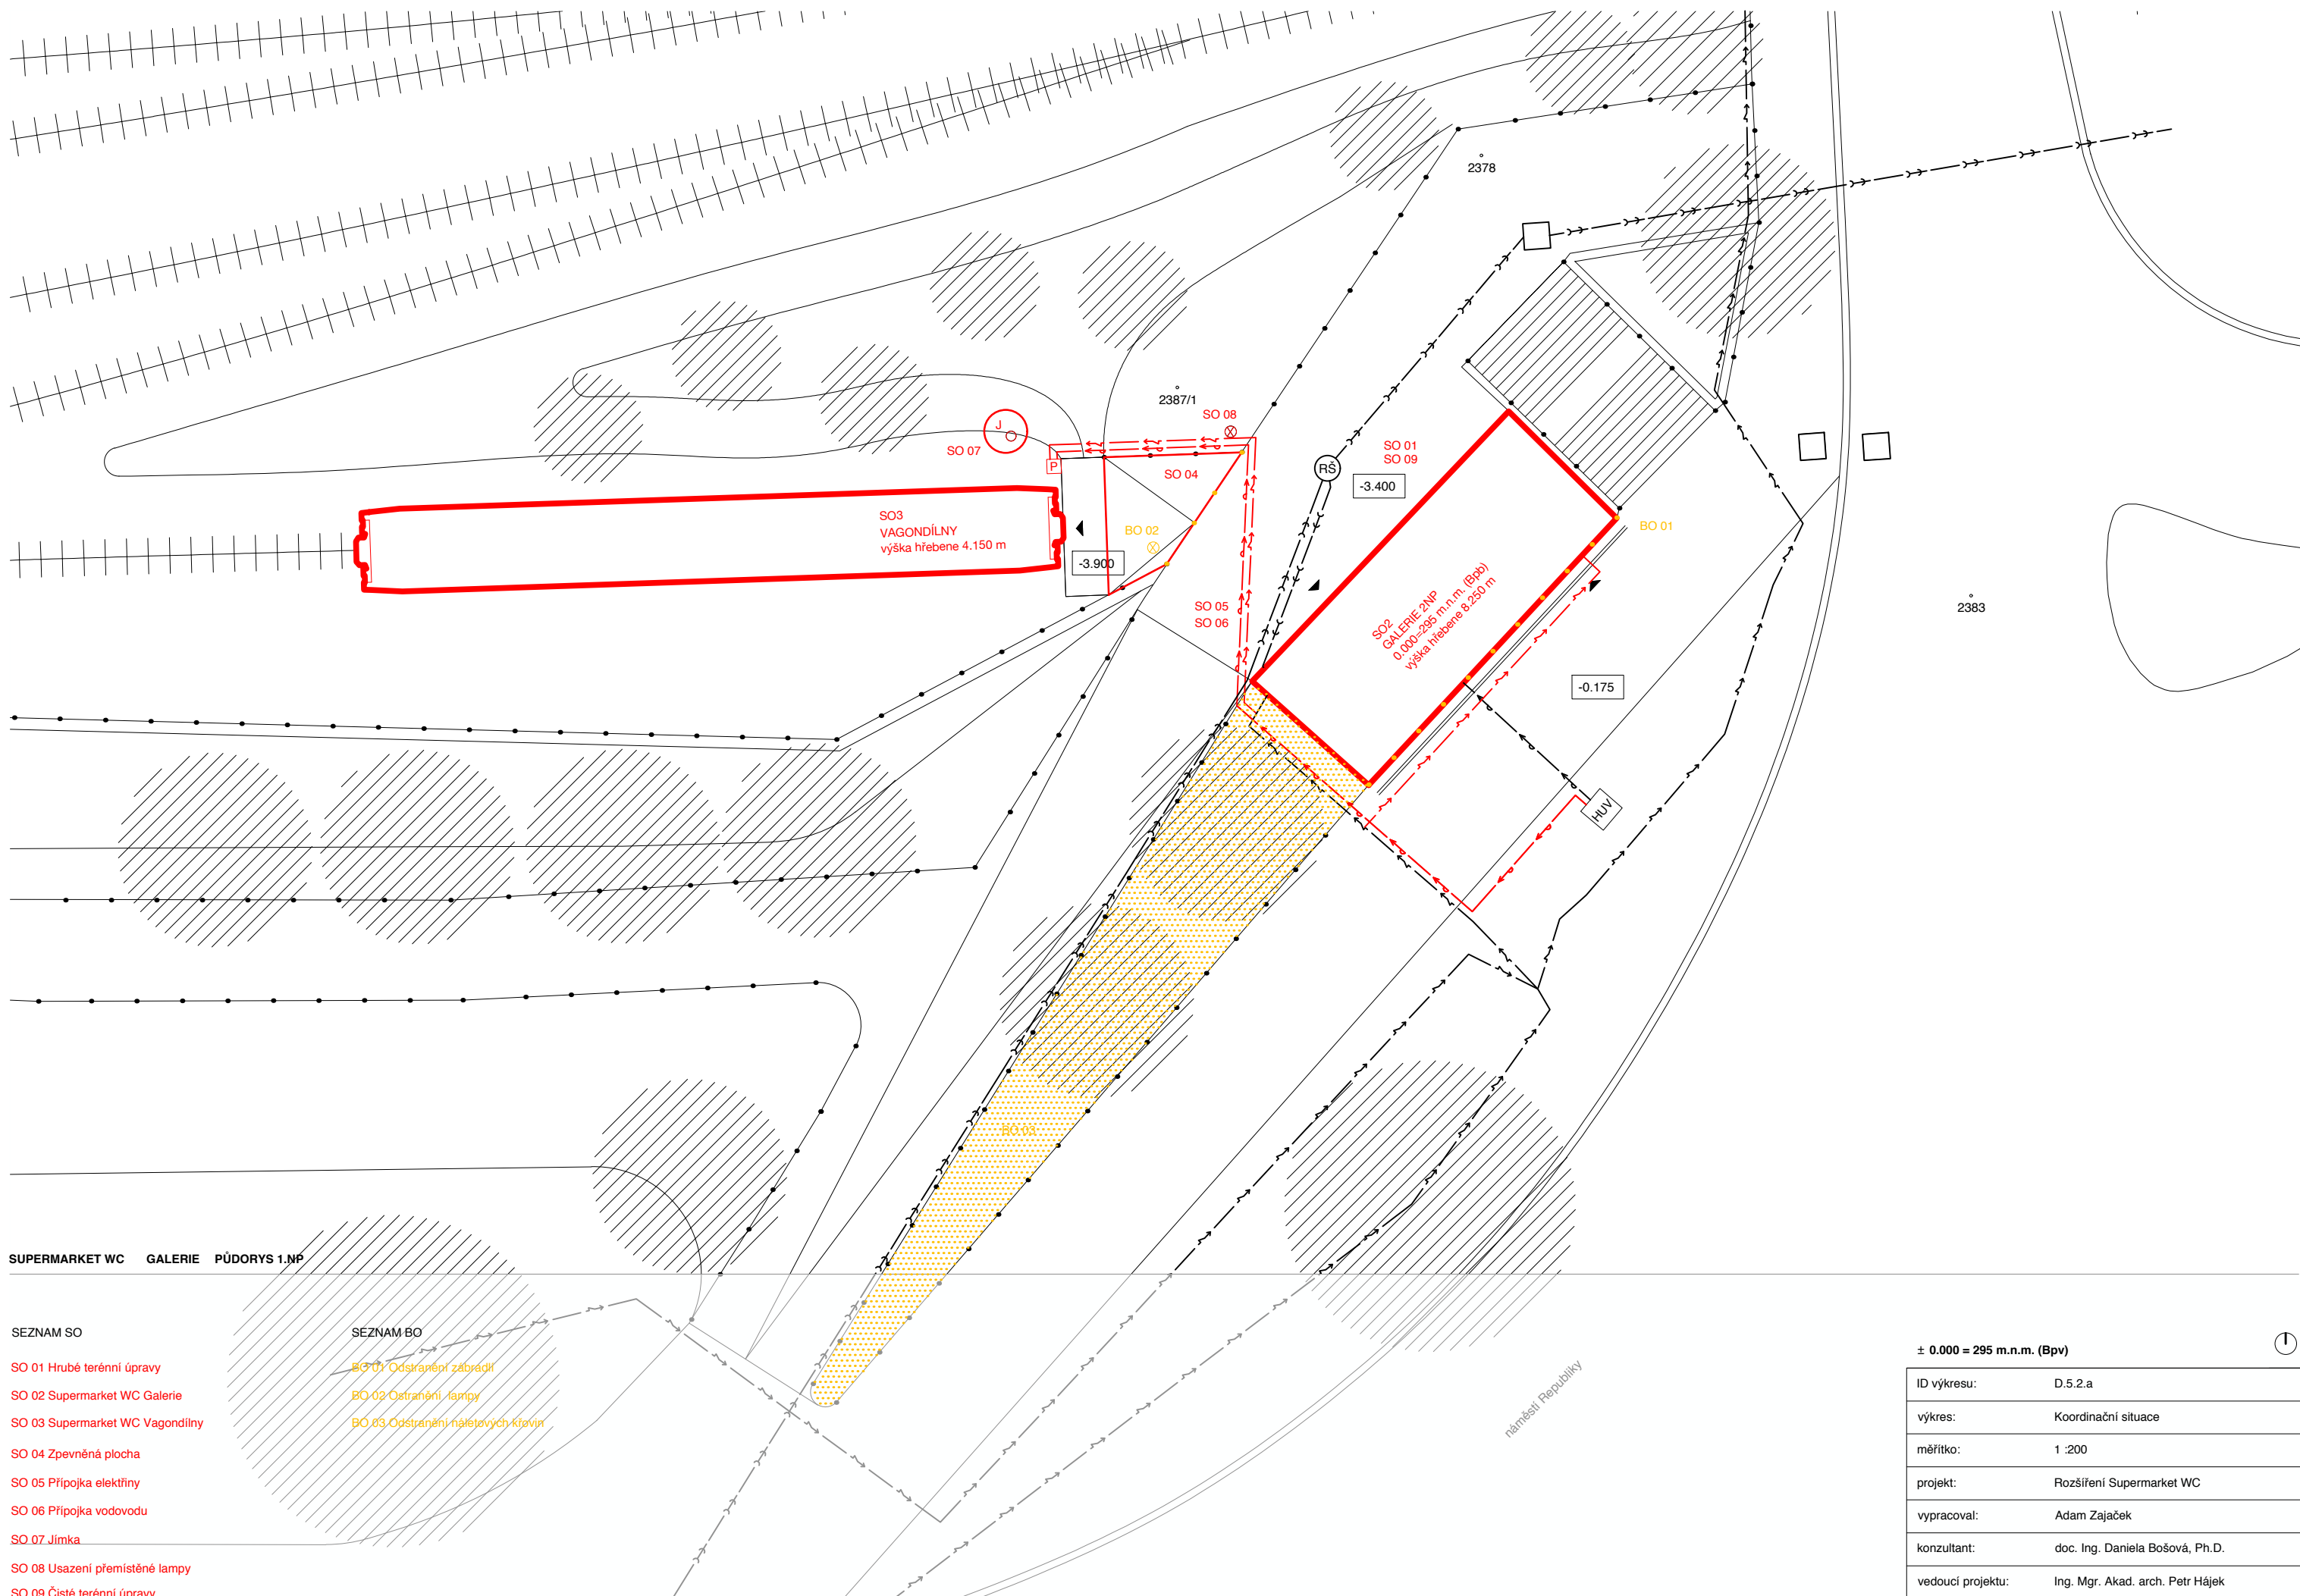 2378
2387/1
SO 08
SO 07
J
P
SO 04
SO 01
SO 09
RŠ
-3.400
SO3
VAGONDÍLNY
výška hřebene 4.150 m
BO 02
BO 01
-3.900
SO 05
SO 06
SO2
GALERIE 2NP
0.000=295 m.n.m. (Bpb)
výška hřebene 8.250 m
2383
-0.175
HUV
BO 03
SUPERMARKET WC GALERIE PŮDORYS 1.NP
SEZNAM SO
SO 01 Hrubé terénní úpravy
SO 02 Supermarket WC Galerie
SO 03 Supermarket WC Vagondílny
SO 04 Zpevněná plocha
SO 05 Přípojka elektřiny
SO 06 Přípojka vodovodu
SO 07 Jímka
SO 08 Usazení přemístěné lampy
SO 09 Čisté terénní úpravy
SEZNAM BO
BO 01 Odstranění zábradlí
BO 02 Ostranění lampy
BO 03 Odstranění náletových křovin
náměstí Republiky
± 0.000 = 295 m.n.m. (Bpv)
ID výkresu: D.5.2.a
výkres: Koordinační situace
měřítko: 1 :200
projekt: Rozšíření Supermarket WC
vypracoval: Adam Zajaček
konzultant: doc. Ing. Daniela Bošová, Ph.D.
vedoucí projektu: Ing. Mgr. Akad. arch. Petr Hájek